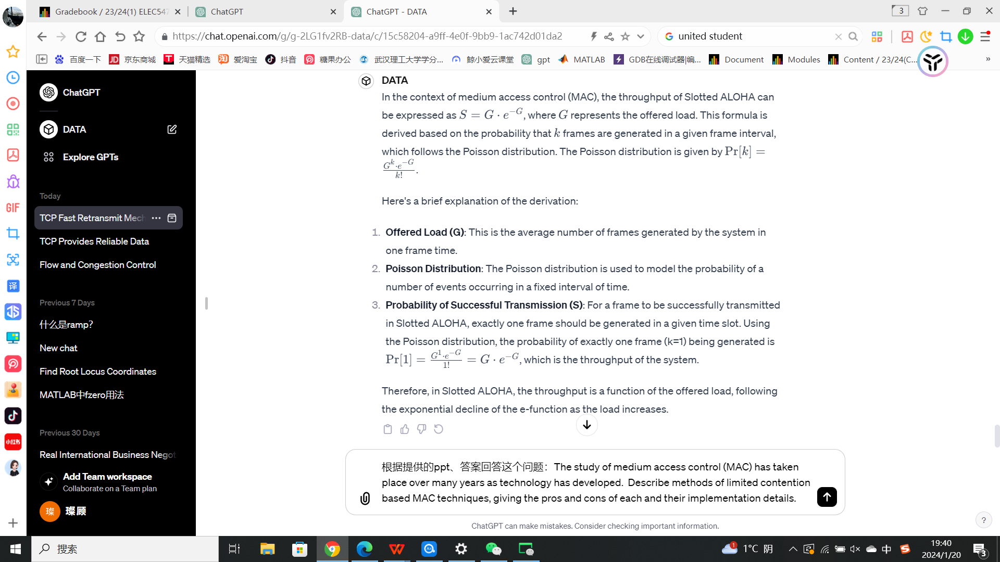 Gradebook / 23/24(1) ELEC547
ChatGPT
ChatGPT - DATA
3
https://chat.openai.com/g/g-2LG1fv2RB-data/c/15c58204-a9ff-4e0f-9bb9-1ac742d01da2
united student
百度一下
JD 京东商城
T 天猫精选
淘 爱淘宝
抖音
糖果办公
武汉理工大学学分...
鲸小爱云课堂
gpt
MATLAB
GDB在线调试器|编...
Document
Modules
Content / 23/24(C...
»
GIF
译
JS
小红书
ChatGPT
DATA
Explore GPTs
Today
TCP Fast Retransmit Mech
TCP Provides Reliable Data
Flow and Congestion Control
Previous 7 Days
什么是ramp?
New chat
Find Root Locus Coordinates
MATLAB中fzero用法
Previous 30 Days
Real International Business Negot
Add Team workspace
Collaborate on a Team plan
璨 璨顾
DATA
In the context of medium access control (MAC), the throughput of Slotted ALOHA can
be expressed as S = G · e^{−G}, where G represents the offered load. This formula is
derived based on the probability that k frames are generated in a given frame interval,
which follows the Poisson distribution. The Poisson distribution is given by Pr[k] =
G^k·e^{−G}/k!.
Here's a brief explanation of the derivation:
1. Offered Load (G): This is the average number of frames generated by the system in
one frame time.
2. Poisson Distribution: The Poisson distribution is used to model the probability of a
number of events occurring in a fixed interval of time.
3. Probability of Successful Transmission (S): For a frame to be successfully transmitted
in Slotted ALOHA, exactly one frame should be generated in a given time slot. Using
the Poisson distribution, the probability of exactly one frame (k=1) being generated is
Pr[1] = G^1·e^{−G}/1! = G · e^{−G}, which is the throughput of the system.
Therefore, in Slotted ALOHA, the throughput is a function of the offered load, following
the exponential decline of the e-function as the load increases.
根据提供的ppt、答案回答这个问题：The study of medium access control (MAC) has taken
place over many years as technology has developed. Describe methods of limited contention
based MAC techniques, giving the pros and cons of each and their implementation details.
ChatGPT can make mistakes. Consider checking important information.
?
搜索
1
1°C 阴
中
19:40
2024/1/20
3